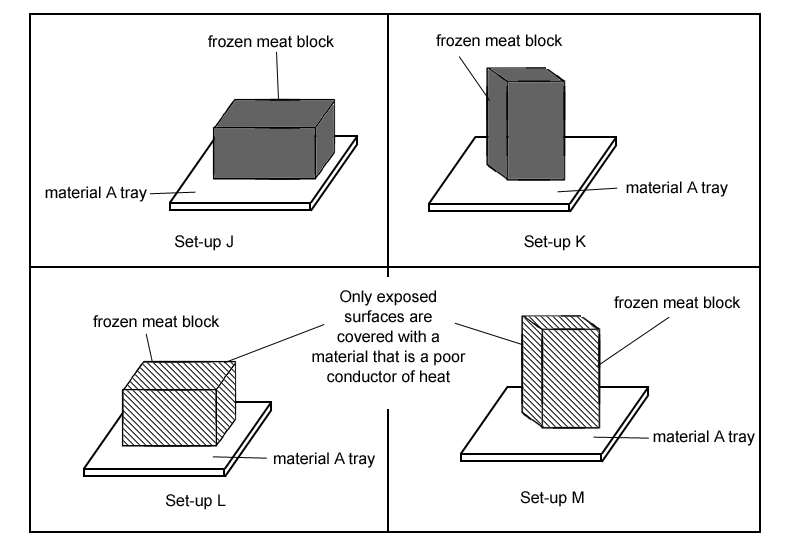 frozen meat block
material A tray
Set-up J
frozen meat block
material A tray
Set-up K
Only exposed
surfaces are
covered with a
material that is a poor
conductor of heat
frozen meat block
material A tray
Set-up L
frozen meat block
material A tray
Set-up M